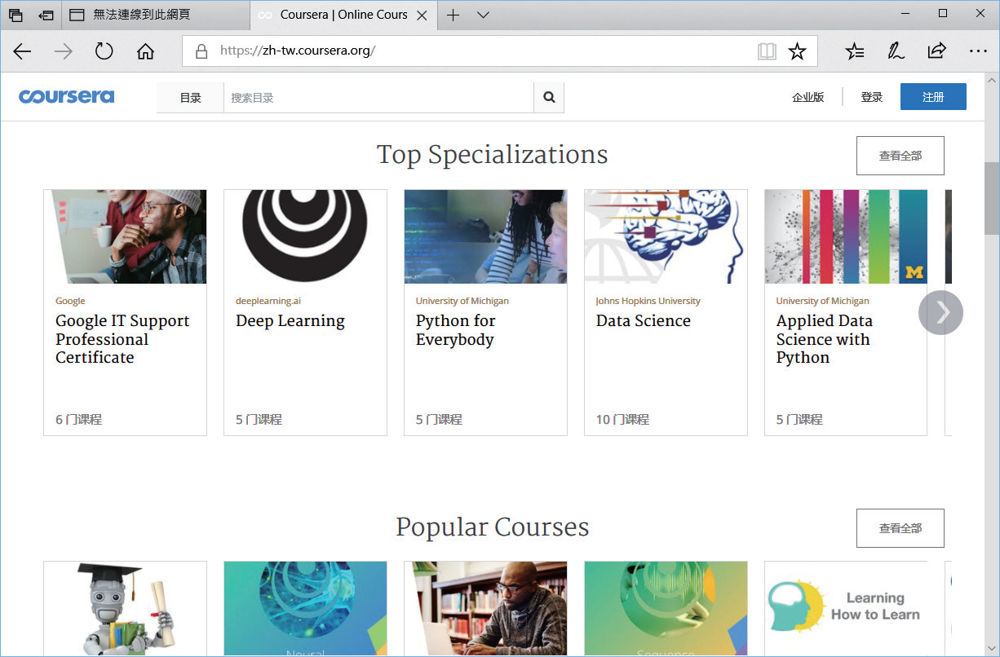 無法連線到此網頁
Coursera | Online Cours
https://zh-tw.coursera.org/
coursera
目录
搜索目录
企业版
登录
注册
Top Specializations
查看全部
Google
Google IT Support
Professional
Certificate
6 门课程
deeplearning.ai
Deep Learning
5 门课程
University of Michigan
Python for
Everybody
5 门课程
Johns Hopkins University
Data Science
10 门课程
M
University of Michigan
Applied Data
Science with
Python
5 门课程
Popular Courses
查看全部
Neural
Sequence
Learning
How to Learn